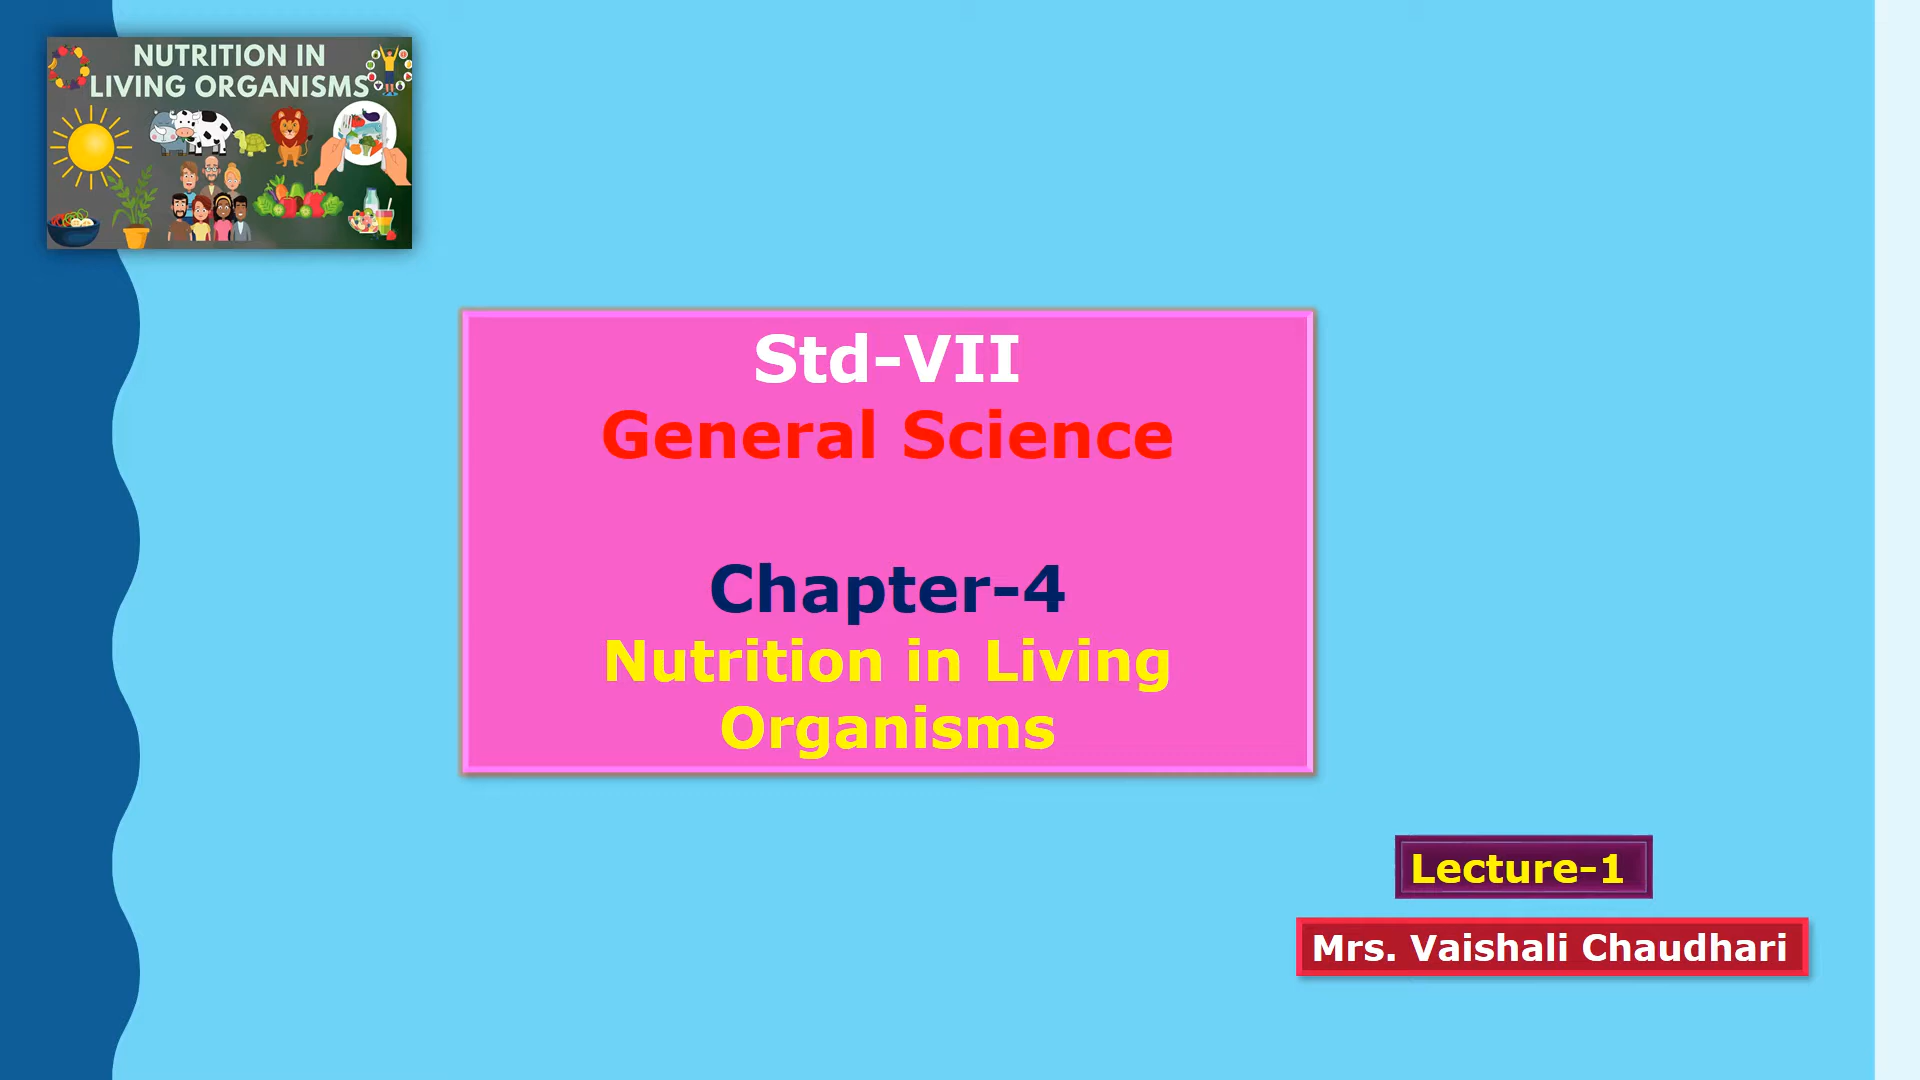 NUTRITION IN
LIVING ORGANISMS
Std-VII
General Science
Chapter-4
Nutrition in Living
Organisms
Lecture-1
Mrs. Vaishali Chaudhari